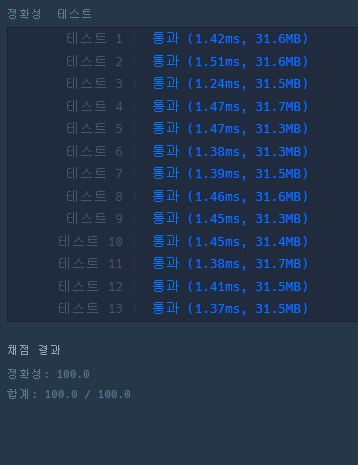 정확성 테스트
테스트 1 〉 통과 (1.42ms, 31.6MB)
테스트 2 〉 통과 (1.51ms, 31.6MB)
테스트 3 〉 통과 (1.24ms, 31.5MB)
테스트 4 〉 통과 (1.47ms, 31.7MB)
테스트 5 〉 통과 (1.47ms, 31.3MB)
테스트 6 〉 통과 (1.38ms, 31.3MB)
테스트 7 〉 통과 (1.39ms, 31.5MB)
테스트 8 〉 통과 (1.46ms, 31.6MB)
테스트 9 〉 통과 (1.45ms, 31.3MB)
테스트 10 〉 통과 (1.45ms, 31.4MB)
테스트 11 〉 통과 (1.38ms, 31.7MB)
테스트 12 〉 통과 (1.41ms, 31.5MB)
테스트 13 〉 통과 (1.37ms, 31.5MB)
채점 결과
정확성: 100.0
합계: 100.0 / 100.0